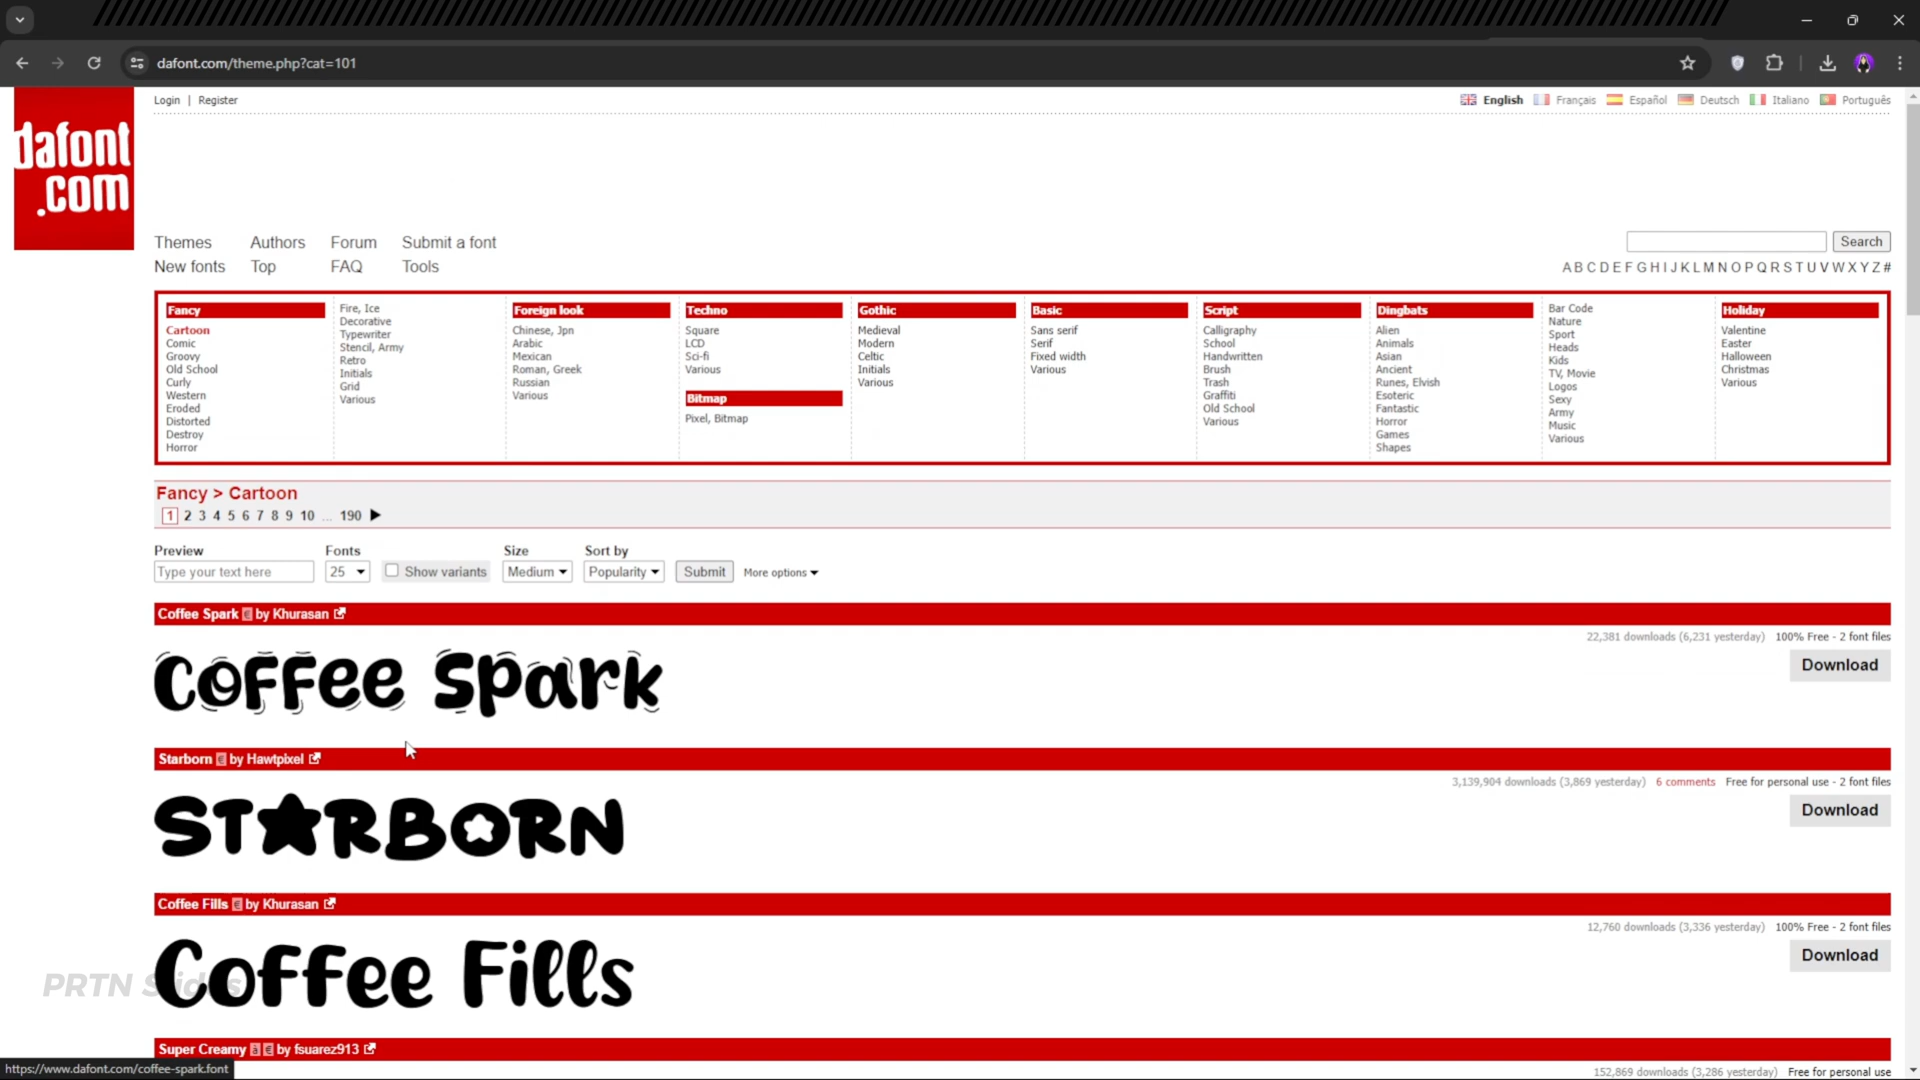 dafont.com/theme.php?cat=101
Login | Register
English Français Español Deutsch Italiano Português
dafont
.com
Themes Authors Forum Submit a font
Search
New fonts Top FAQ Tools
A B C D E F G H I J K L M N O P Q R S T U V W X Y Z #
Fancy
Cartoon
Comic
Groovy
Old School
Curly
Western
Eroded
Distorted
Destroy
Horror
Fire, Ice
Decorative
Typewriter
Stencil, Army
Retro
Initials
Grid
Various
Foreign look
Chinese, Jpn
Arabic
Mexican
Roman, Greek
Russian
Various
Techno
Square
LCD
Sci-fi
Various
Bitmap
Pixel, Bitmap
Gothic
Medieval
Modern
Celtic
Initials
Various
Basic
Sans serif
Serif
Fixed width
Various
Script
Calligraphy
School
Handwritten
Brush
Trash
Graffiti
Old School
Various
Dingbats
Alien
Animals
Asian
Ancient
Runes, Elvish
Esoteric
Fantastic
Horror
Games
Shapes
Bar Code
Nature
Sport
Heads
Kids
TV, Movie
Logos
Sexy
Army
Music
Various
Holiday
Valentine
Easter
Halloween
Christmas
Various
Fancy > Cartoon
1 2 3 4 5 6 7 8 9 10 ... 190
Preview Fonts Size Sort by
Type your text here 25 Show variants Medium Popularity Submit More options
Coffee Spark € by Khurasan
22,381 downloads (6,231 yesterday) 100% Free - 2 font files
Download
Coffee Spark
Starborn € by Hawtpixel
3,139,904 downloads (3,869 yesterday) 6 comments Free for personal use - 2 font files
Download
STARBORN
Coffee Fills € by Khurasan
12,760 downloads (3,336 yesterday) 100% Free - 2 font files
Download
Coffee Fills
PRTN Slides
Super Creamy à € by fsuarez913
152,869 downloads (3,286 yesterday) Free for personal use
https://www.dafont.com/coffee-spark.font